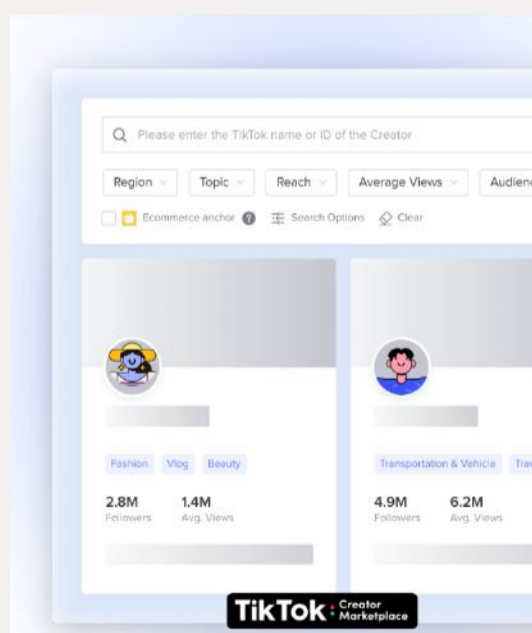 Please enter the TikTok name or ID of the Creator
Region
Topic
Reach
Average Views
Ecommerce anchor ?
Search Options
Clear
Fashion
Vlog
Beauty
2.8M
Followers
1.4M
Avg. Views
Transportation & Vehicle
4.9M
Followers
6.2M
Avg. Views
TikTok: Creator
Marketplace